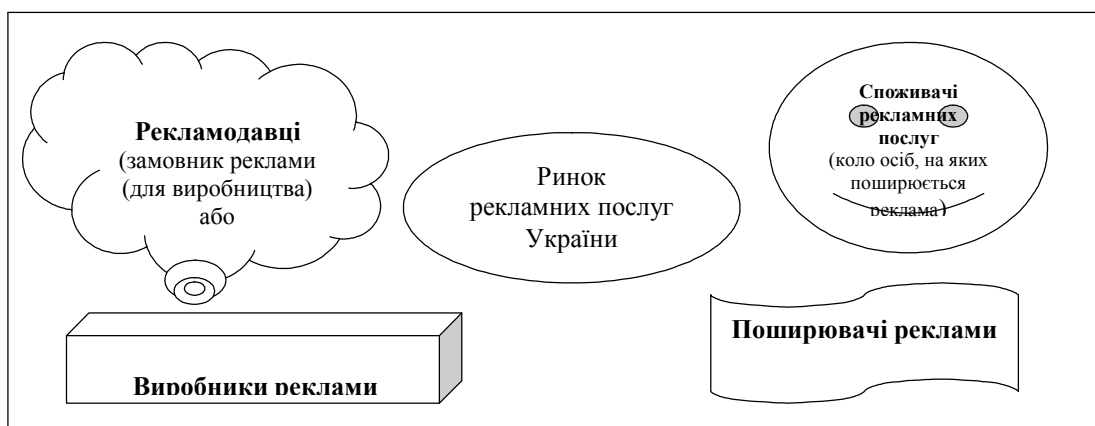 Рекламодавці
(замовник реклами
(для виробництва)
або
Ринок
рекламних послуг
України
Споживачі
рекламних
послуг
(коло осіб, на яких
поширюється
реклама)
Виробники реклами
Поширювачі реклами